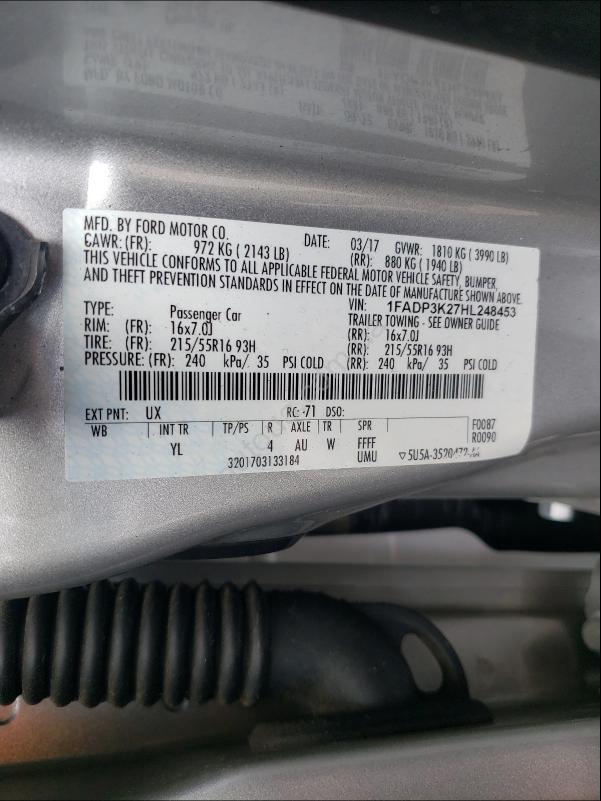 MFD. BY FORD MOTOR CO. DATE: 03/17 GVWR: 1810 KG ( 3990 LB)
GAWR: (FR): 972 KG ( 2143 LB) (RR): 880 KG ( 1940 LB)
THIS VEHICLE CONFORMS TO ALL APPLICABLE FEDERAL MOTOR VEHICLE SAFETY, BUMPER,
AND THEFT PREVENTION STANDARDS IN EFFECT ON THE DATE OF MANUFACTURE SHOWN ABOVE.
VIN: 1FADP3K27HL248453
TYPE: Passenger Car TRAILER TOWING - SEE OWNER GUIDE
RIM: (FR): 16x7.0J (RR): 16x7.0J
TIRE: (FR): 215/55R16 93H (RR): 215/55R16 93H
PRESSURE: (FR): 240 kPa/ 35 PSI COLD (RR): 240 kPa/ 35 PSI COLD
EXT PNT: UX RC: -71 DSO: F0087
WB INT TR TP/PS R AXLE TR SPR R0090
YL 4 AU W FFFF
3201703133184 UMU